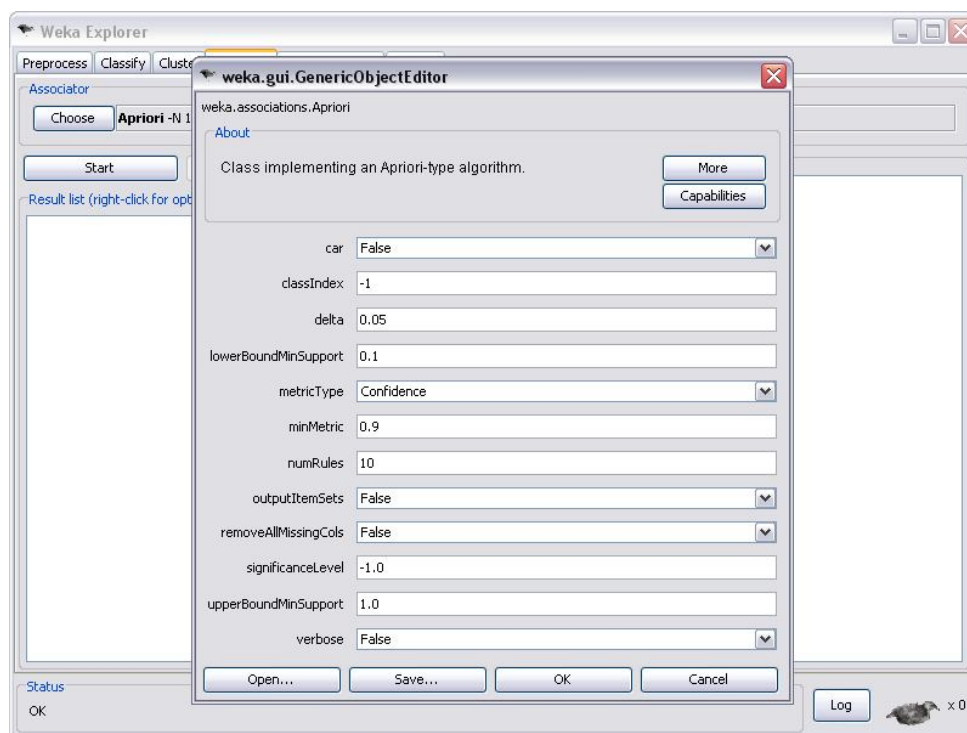 Weka Explorer
Preprocess Classify Cluste
weka.gui.GenericObjectEditor
Associator
Choose Apriori -N 1
weka.associations.Apriori
About
Class implementing an Apriori-type algorithm.
More
Capabilities
Start
Result list (right-click for opt
car False
classIndex -1
delta 0.05
lowerBoundMinSupport 0.1
metricType Confidence
minMetric 0.9
numRules 10
outputItemSets False
removeAllMissingCols False
significanceLevel -1.0
upperBoundMinSupport 1.0
verbose False
Open... Save... OK Cancel
Status
OK
Log x 0